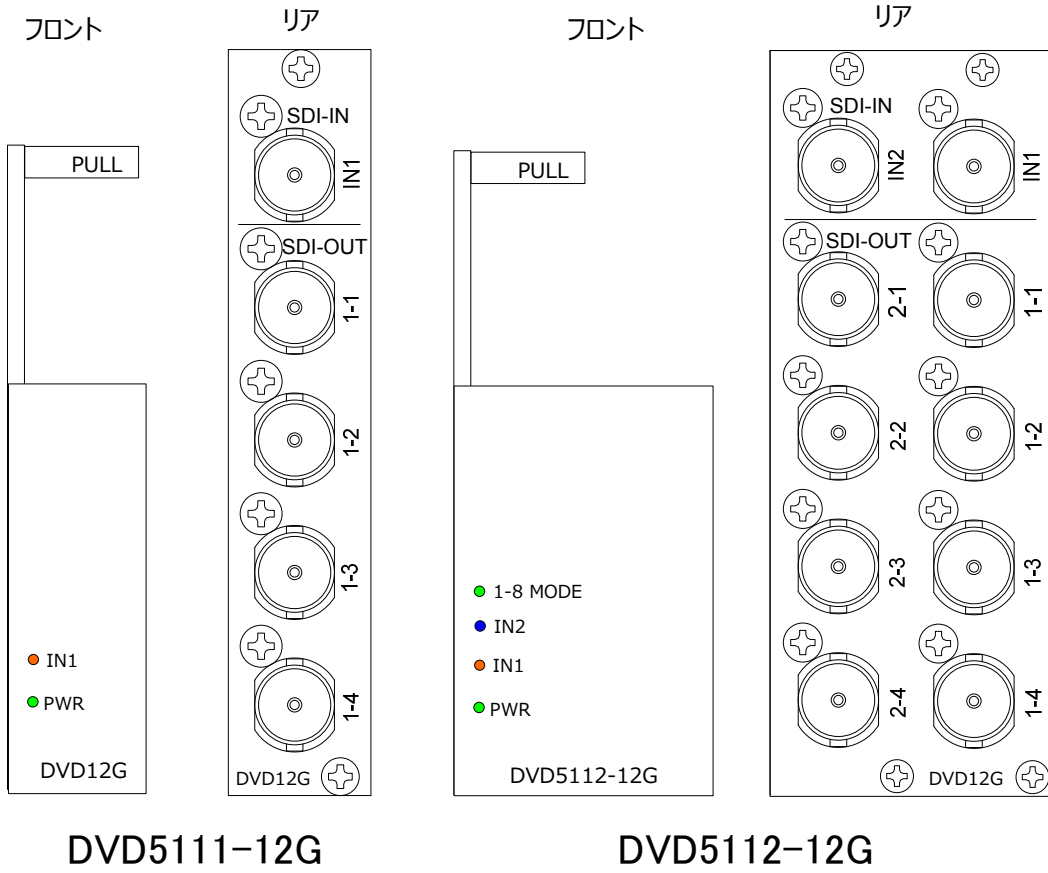 フロント
リア
PULL
IN1
PWR
DVD12G
SDI-IN
IN1
SDI-OUT
1-1
1-2
1-3
1-4
DVD12G
DVD5111-12G
フロント
リア
PULL
1-8 MODE
IN2
IN1
PWR
DVD5112-12G
SDI-IN
IN2
IN1
SDI-OUT
2-1
1-1
2-2
1-2
2-3
1-3
2-4
1-4
DVD12G
DVD5112-12G